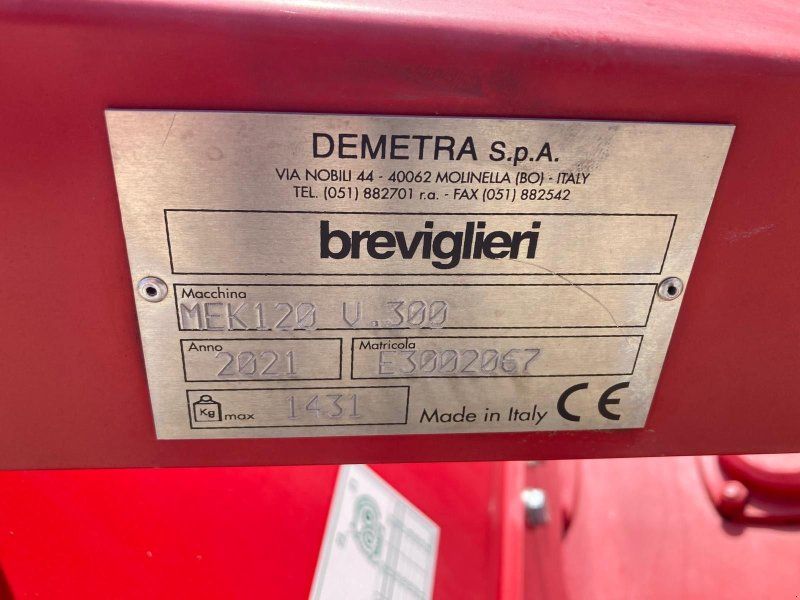 DEMETRA S.p.A.
VIA NOBILI 44 - 40062 MOLINELLA (BO) - ITALY
TEL. (051) 882701 r.a. - FAX (051) 882542
breviglieri
Macchina
MEK120 V.300
Anno
2021
Matricola
E3002067
Kg max 1431
Made in Italy CE